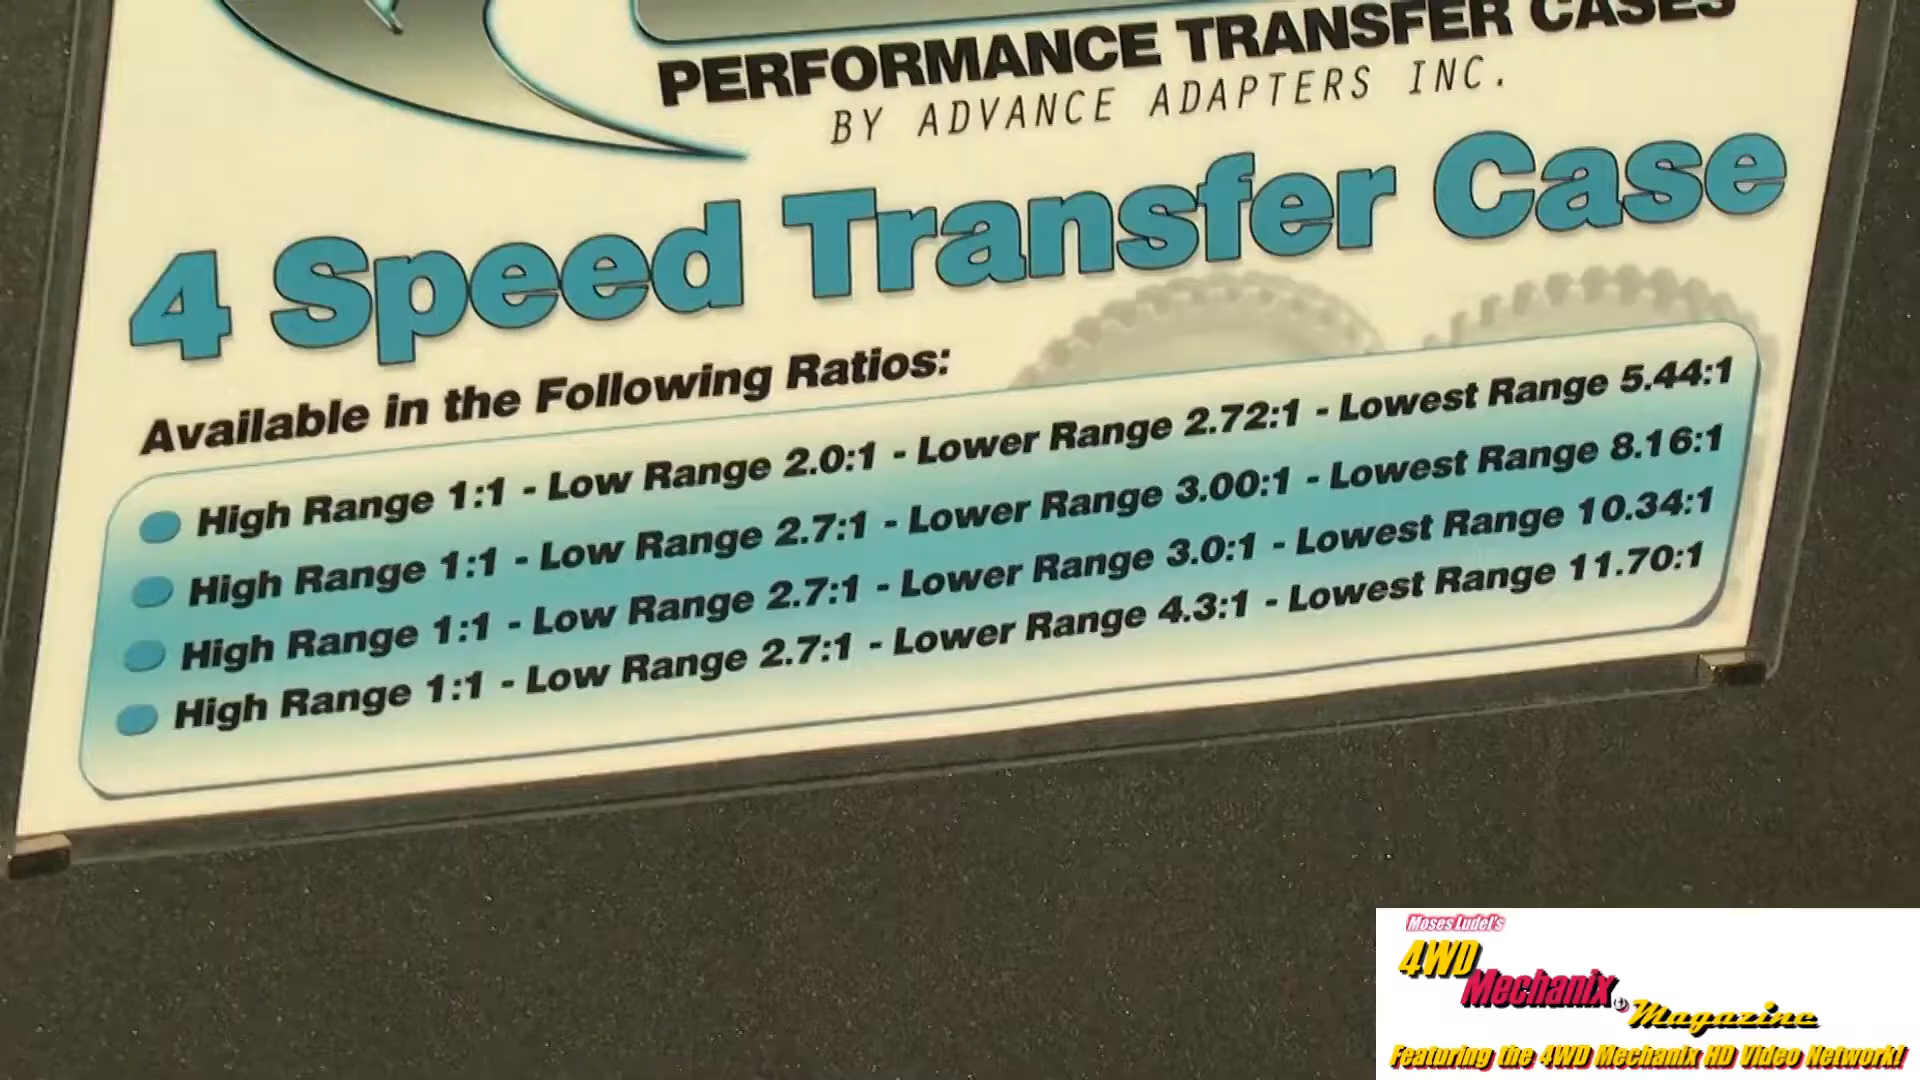 PERFORMANCE TRANSFER CASES
BY ADVANCE ADAPTERS INC.
4 Speed Transfer Case
Available in the Following Ratios:
High Range 1:1 - Low Range 2.0:1 - Lower Range 2.72:1 - Lowest Range 5.44:1
High Range 1:1 - Low Range 2.7:1 - Lower Range 3.00:1 - Lowest Range 8.16:1
High Range 1:1 - Low Range 2.7:1 - Lower Range 3.0:1 - Lowest Range 10.34:1
High Range 1:1 - Low Range 2.7:1 - Lower Range 4.3:1 - Lowest Range 11.70:1
Moses Ludel's
4WD
Mechanix
Magazine
Featuring the 4WD Mechanix HD Video Network!